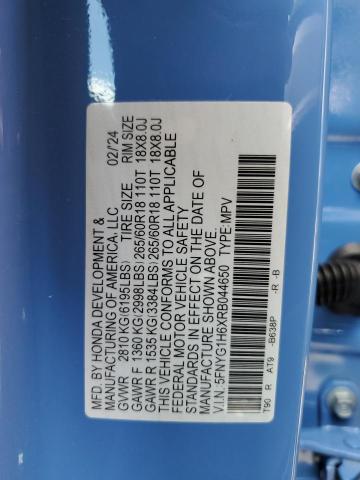 MFD. BY HONDA DEVELOPMENT &
MANUFACTURING OF AMERICA, LLC 02/'24
GVWR 2810 KG(6195LBS) TIRE SIZE RIM SIZE
GAWR F 1360 KG(2998LBS)265/60R18 110T 18X8.0J
GAWR R 1535 KG(3384LBS)265/60R18 110T 18X8.0J
THIS VEHICLE CONFORMS TO ALL APPLICABLE
FEDERAL MOTOR VEHICLE SAFETY
STANDARDS IN EFFECT ON THE DATE OF
MANUFACTURE SHOWN ABOVE.
V.I.N.:5FNYG1H6XRB044650 TYPE:MPV
T90 R AT9 -B638P -R -B